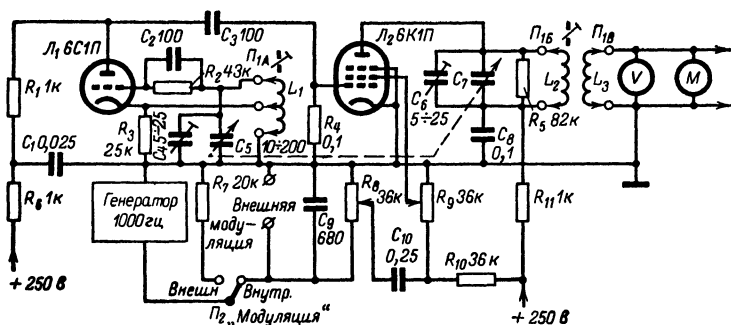 Л₁ 6С1П
C₂ 100
C₃ 100
Л₂ 6К1П
П₁Б
П₁В
R₁ 1к
R₂ 43к
П₁А
L₁
C₆
5÷25
C₇
L₂
L₃
V
М
R₃
25к
C₄ 5÷25
C₅
10÷200
R₄
0,1
C₈
0,1
R₅ 82к
C₁ 0,025
R₆ 1к
Генератор
1000гц
R₇ 20к
Внешняя
моду-
ляция
C₉
680
R₈
36к
R₉ 36к
R₁₁ 1к
C₁₀
0,25
R₁₀ 36к
+ 250 в
Внешн
Внутр.
П₂ „Модуляция“
+ 250 в